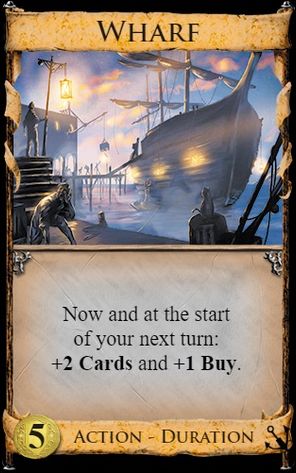 WHARF
Now and at the start
of your next turn:
+2 Cards and +1 Buy.
5 ACTION - DURATION